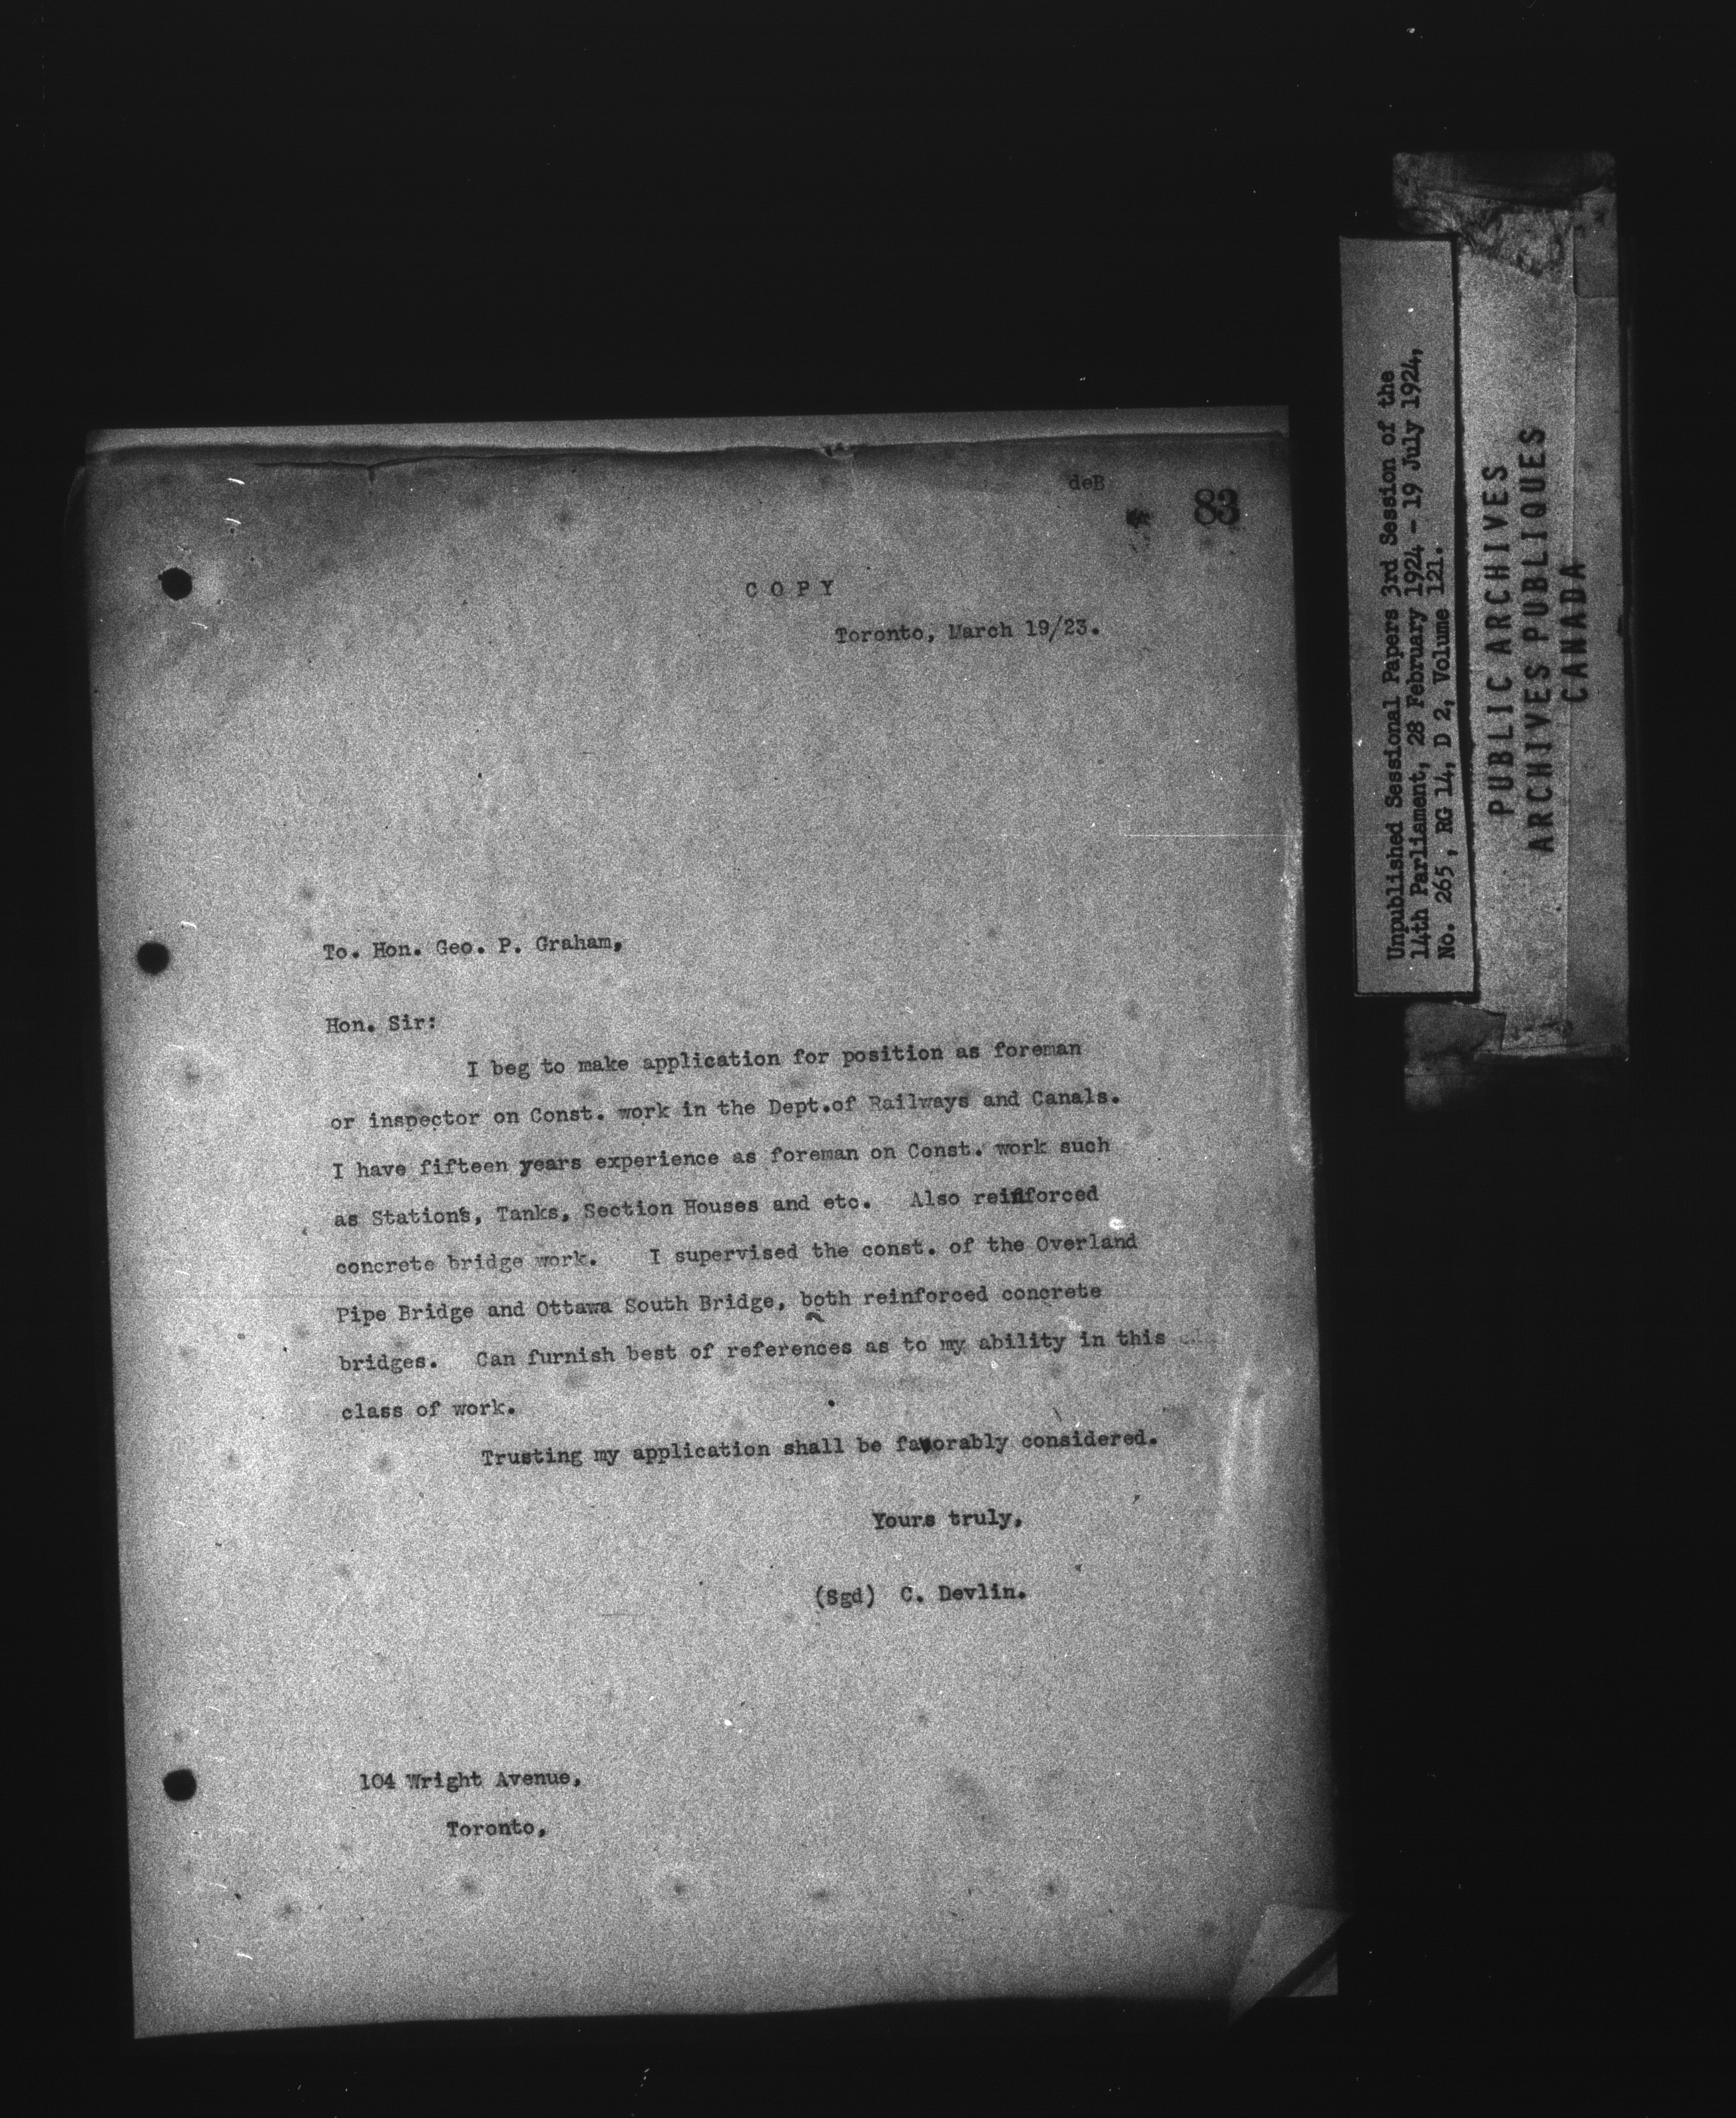 deB
83
C O P Y
Toronto, March 19/23.
To. Hon. Geo. P. Graham,
Hon. Sir:
I beg to make application for position as foreman
or inspector on Const. work in the Dept.of Railways and Canals.
I have fifteen years experience as foreman on Const. work such
as Stations, Tanks, Section Houses and etc. Also reinforced
concrete bridge work. I supervised the const. of the Overland
Pipe Bridge and Ottawa South Bridge, both reinforced concrete
bridges. Can furnish best of references as to my ability in this
class of work.
Trusting my application shall be favorably considered.
Yours truly,
(Sgd) C. Devlin.
104 Wright Avenue,
Toronto,
Unpublished Sessional Papers 3rd Session of the
14th Parliament, 28 February 1924 - 19 July 1924,
No. 265, RG 14, D 2, Volume 121.
PUBLIC ARCHIVES
ARCHIVES PUBLIQUES
CANADA